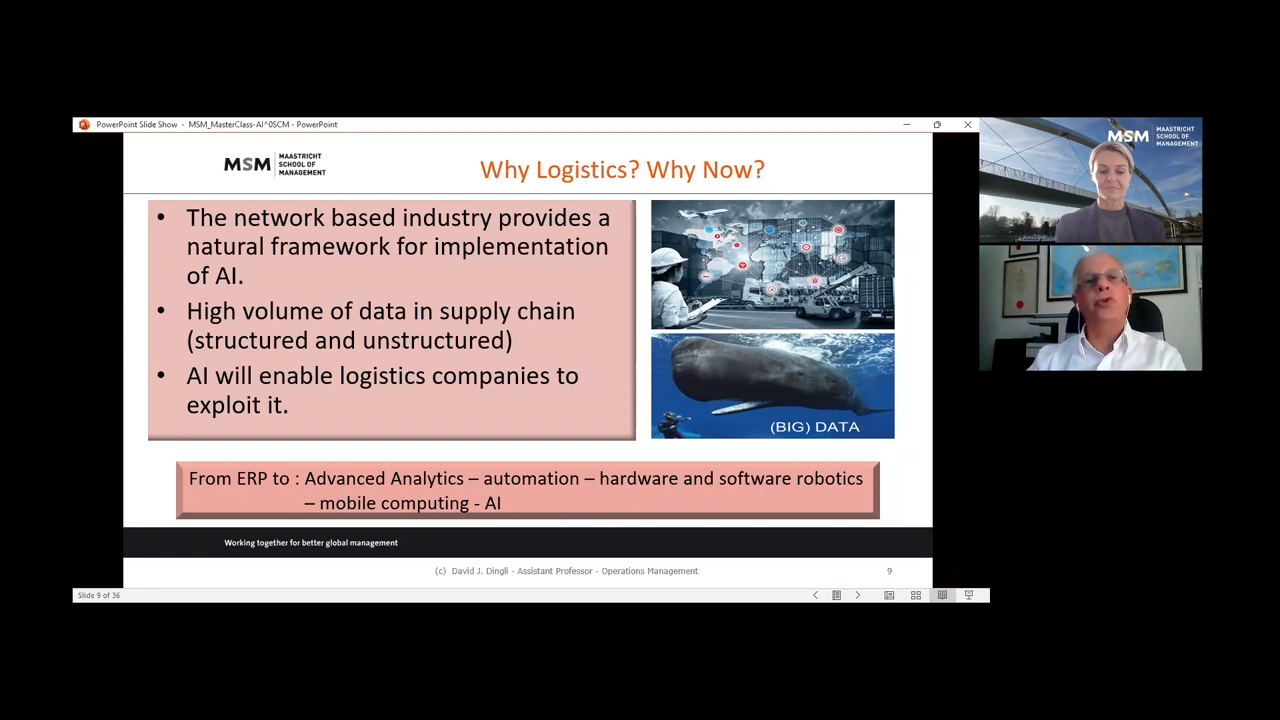 PowerPoint Slide Show - MSM_MasterClass-AI^0SCM - PowerPoint
MSM
MAASTRICHT
SCHOOL OF
MANAGEMENT
Why Logistics? Why Now?
• The network based industry provides a
natural framework for implementation
of AI.
• High volume of data in supply chain
(structured and unstructured)
• AI will enable logistics companies to
exploit it.
(BIG) DATA
From ERP to : Advanced Analytics – automation – hardware and software robotics
– mobile computing - AI
Working together for better global management
(c) David J. Dingli - Assistant Professor - Operations Management
9
Slide 9 of 36
MSM
MAASTRICHT
SCHOOL OF
MANAGEMENT